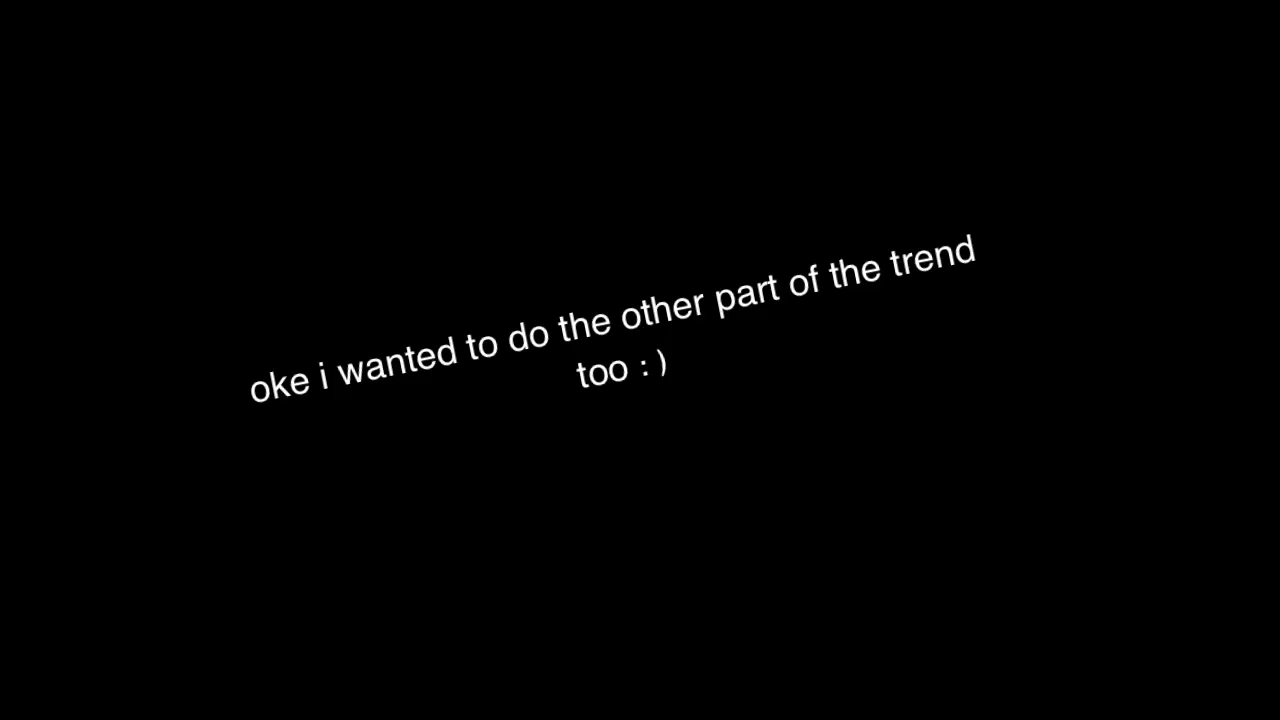 oke i wanted to do the other part of the trend
too : )